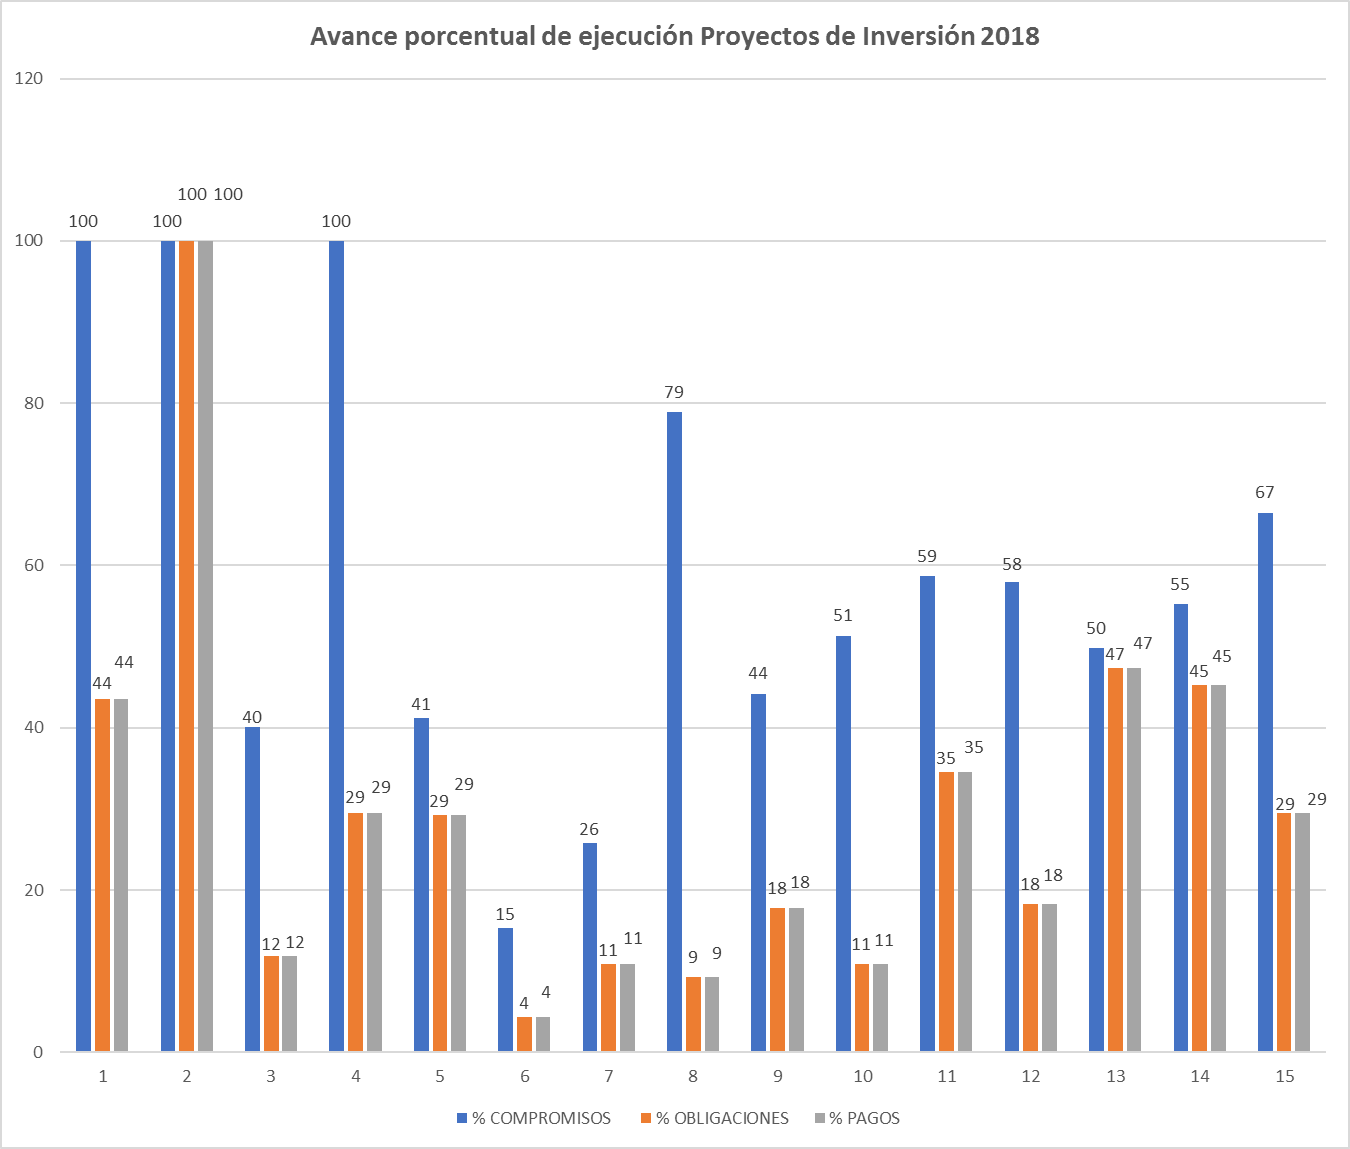 Avance porcentual de ejecución Proyectos de Inversión 2018
120
100
80
60
40
20
0
100 44 44
100 100 100
40 12 12
100 29 29
41 29 29
15 4 4
26 11 11
79 9 9
44 18 18
51 11 11
59 35 35
58 18 18
50 47 47
55 45 45
67 29 29
1 2 3 4 5 6 7 8 9 10 11 12 13 14 15
% COMPROMISOS % OBLIGACIONES % PAGOS